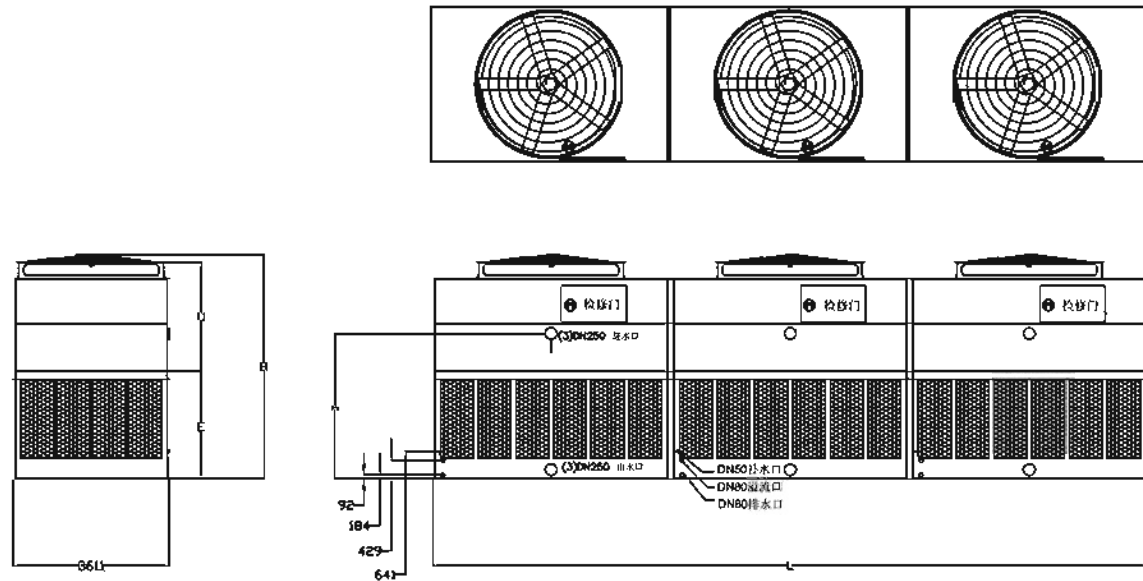 检修门
检修门
检修门
(3)DN250 进水口
(3)DN250 出水口
DN50补水口
DN80溢流口
DN80排水口
B
E
92
184
429
641
3611
L